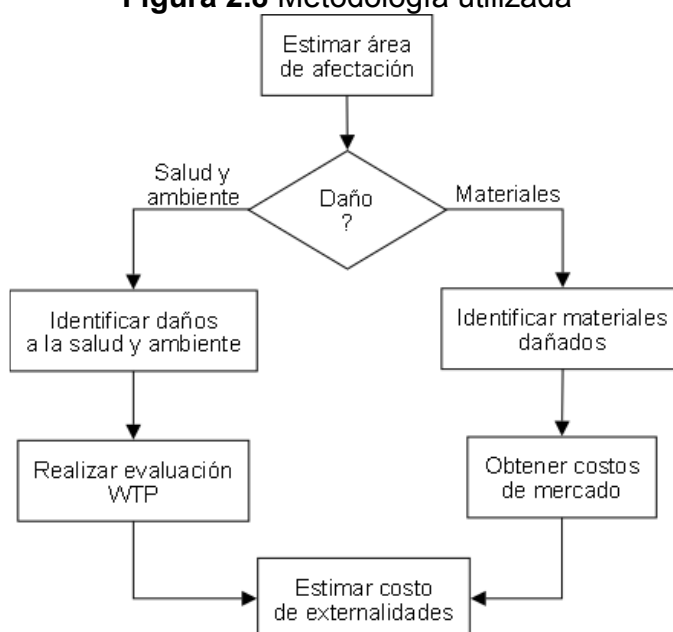 Figura 2.8 Metodología utilizada
Estimar área
de afectación
Salud y
ambiente
Daño
?
Materiales
Identificar daños
a la salud y ambiente
Identificar materiales
dañados
Realizar evaluación
WTP
Obtener costos
de mercado
Estimar costo
de externalidades